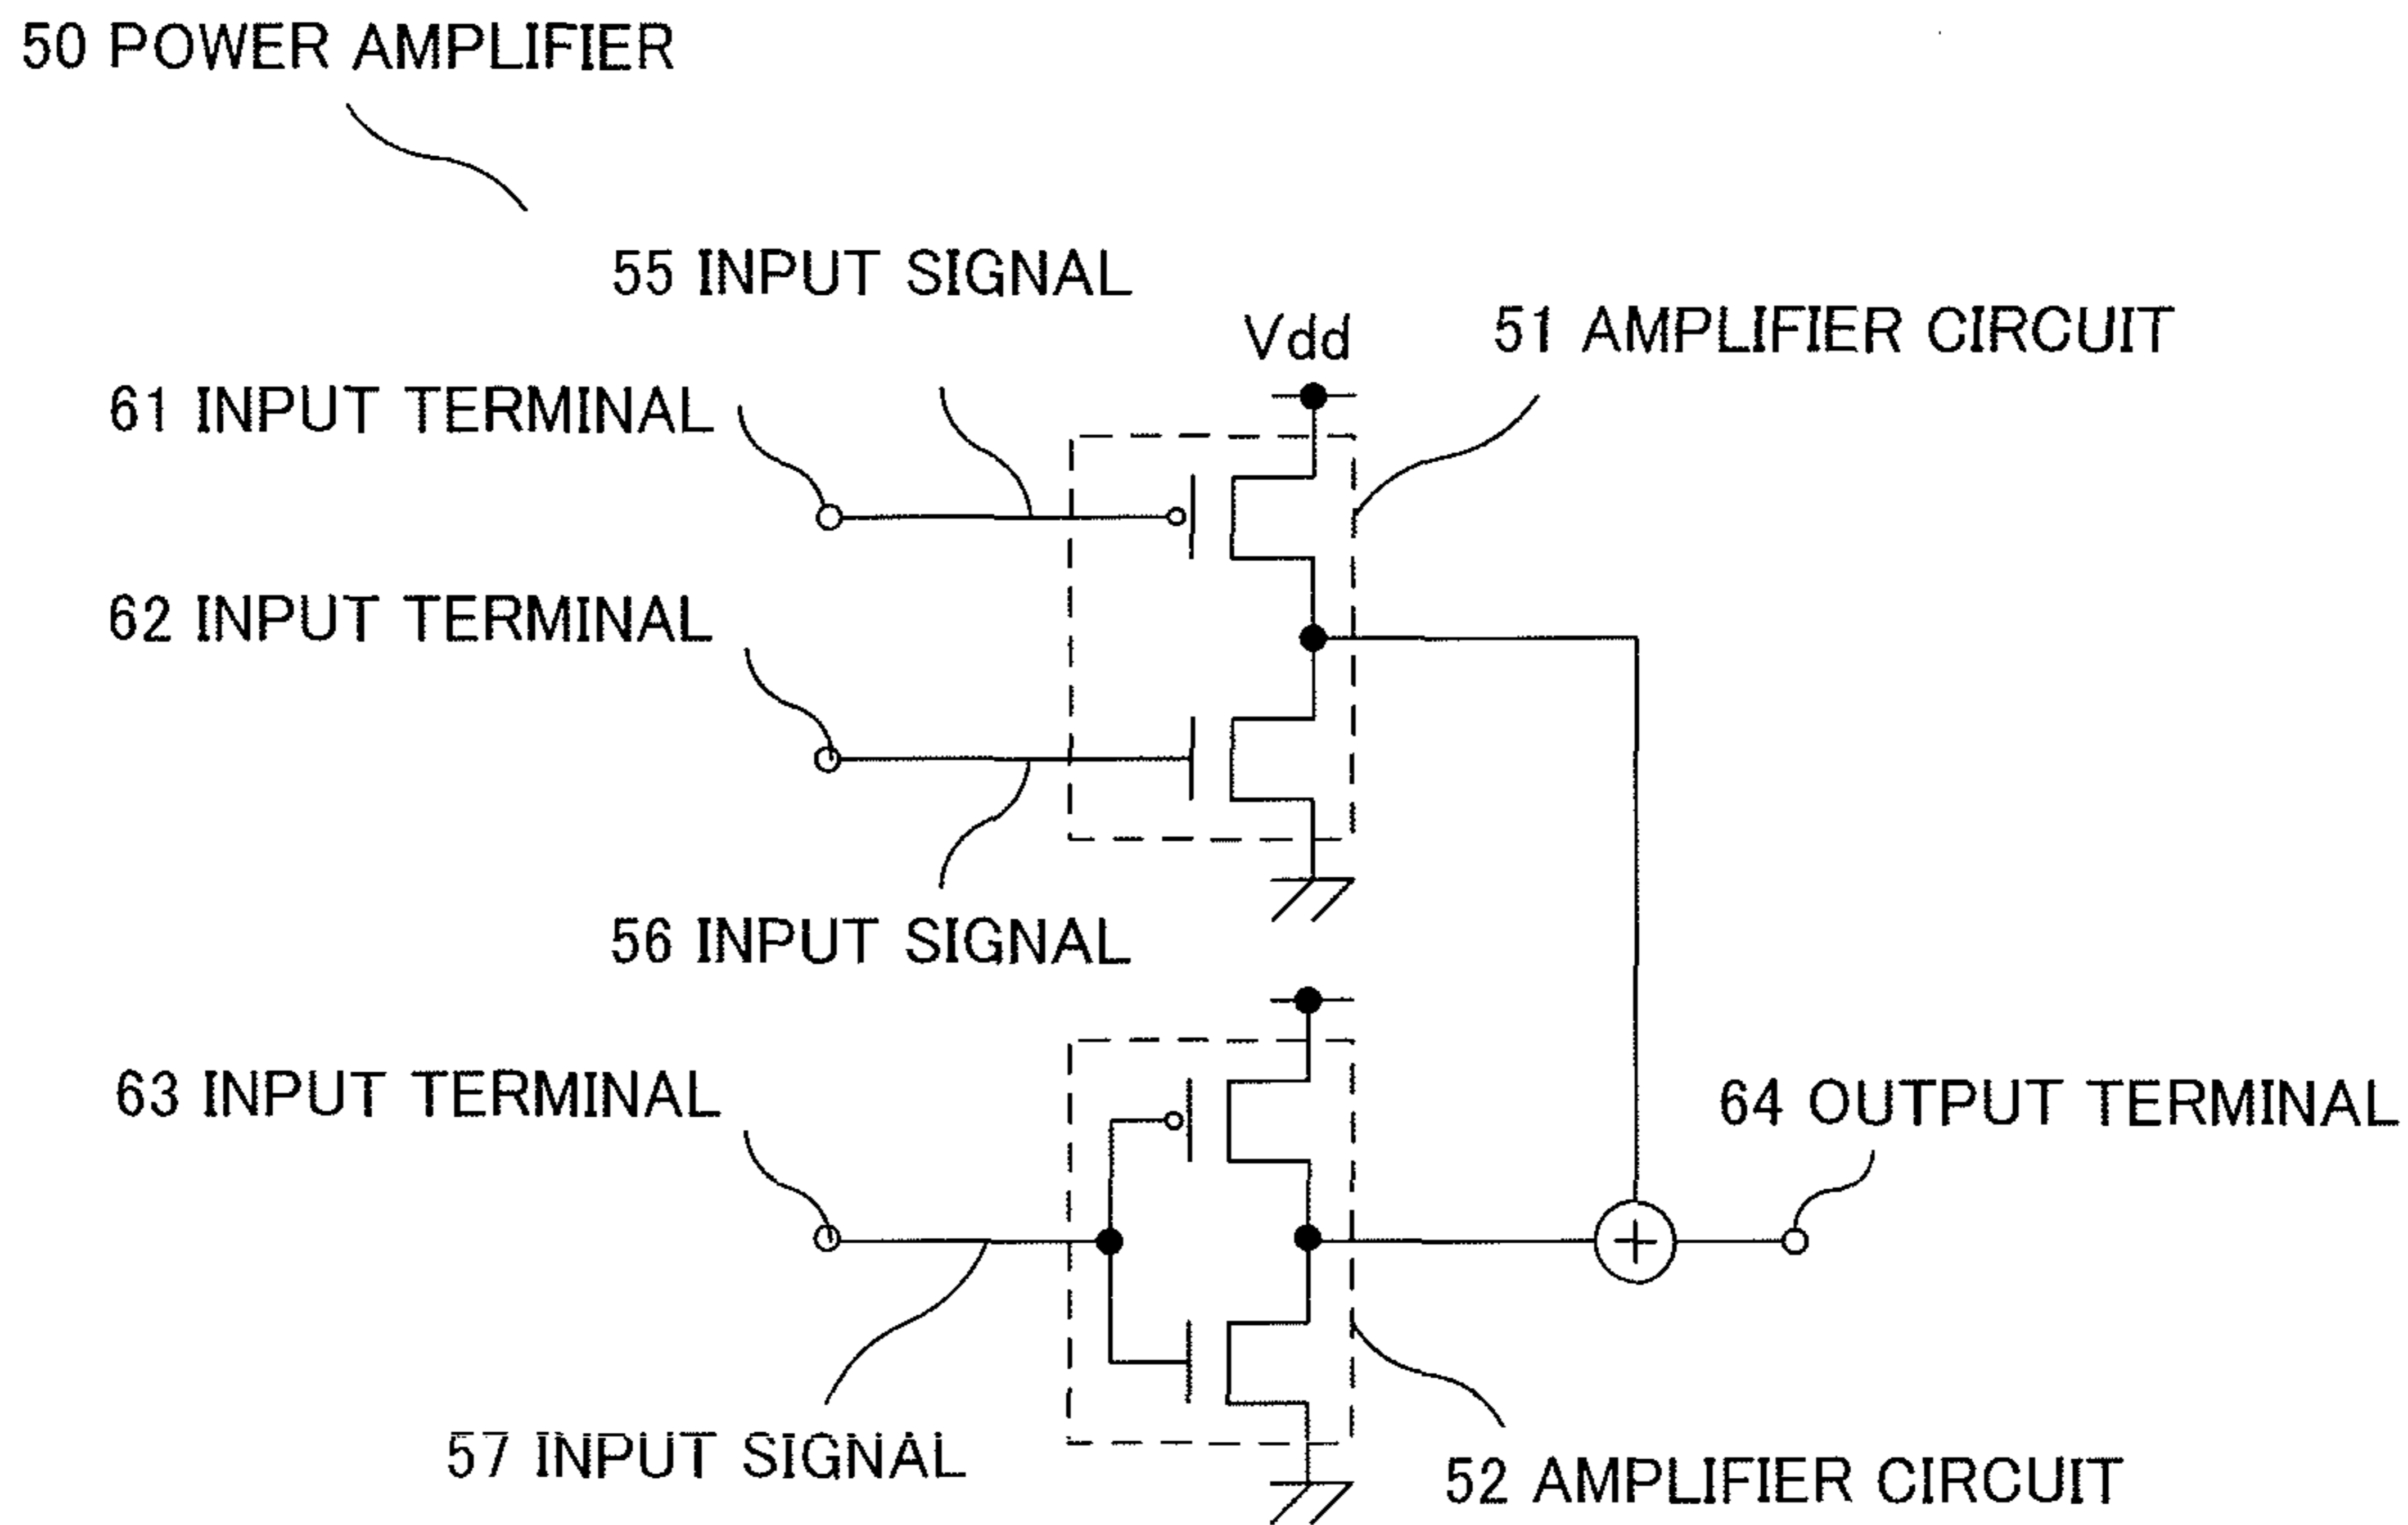 50 POWER AMPLIFIER
55 INPUT SIGNAL
Vdd
51 AMPLIFIER CIRCUIT
61 INPUT TERMINAL
62 INPUT TERMINAL
56 INPUT SIGNAL
63 INPUT TERMINAL
64 OUTPUT TERMINAL
57 INPUT SIGNAL
52 AMPLIFIER CIRCUIT